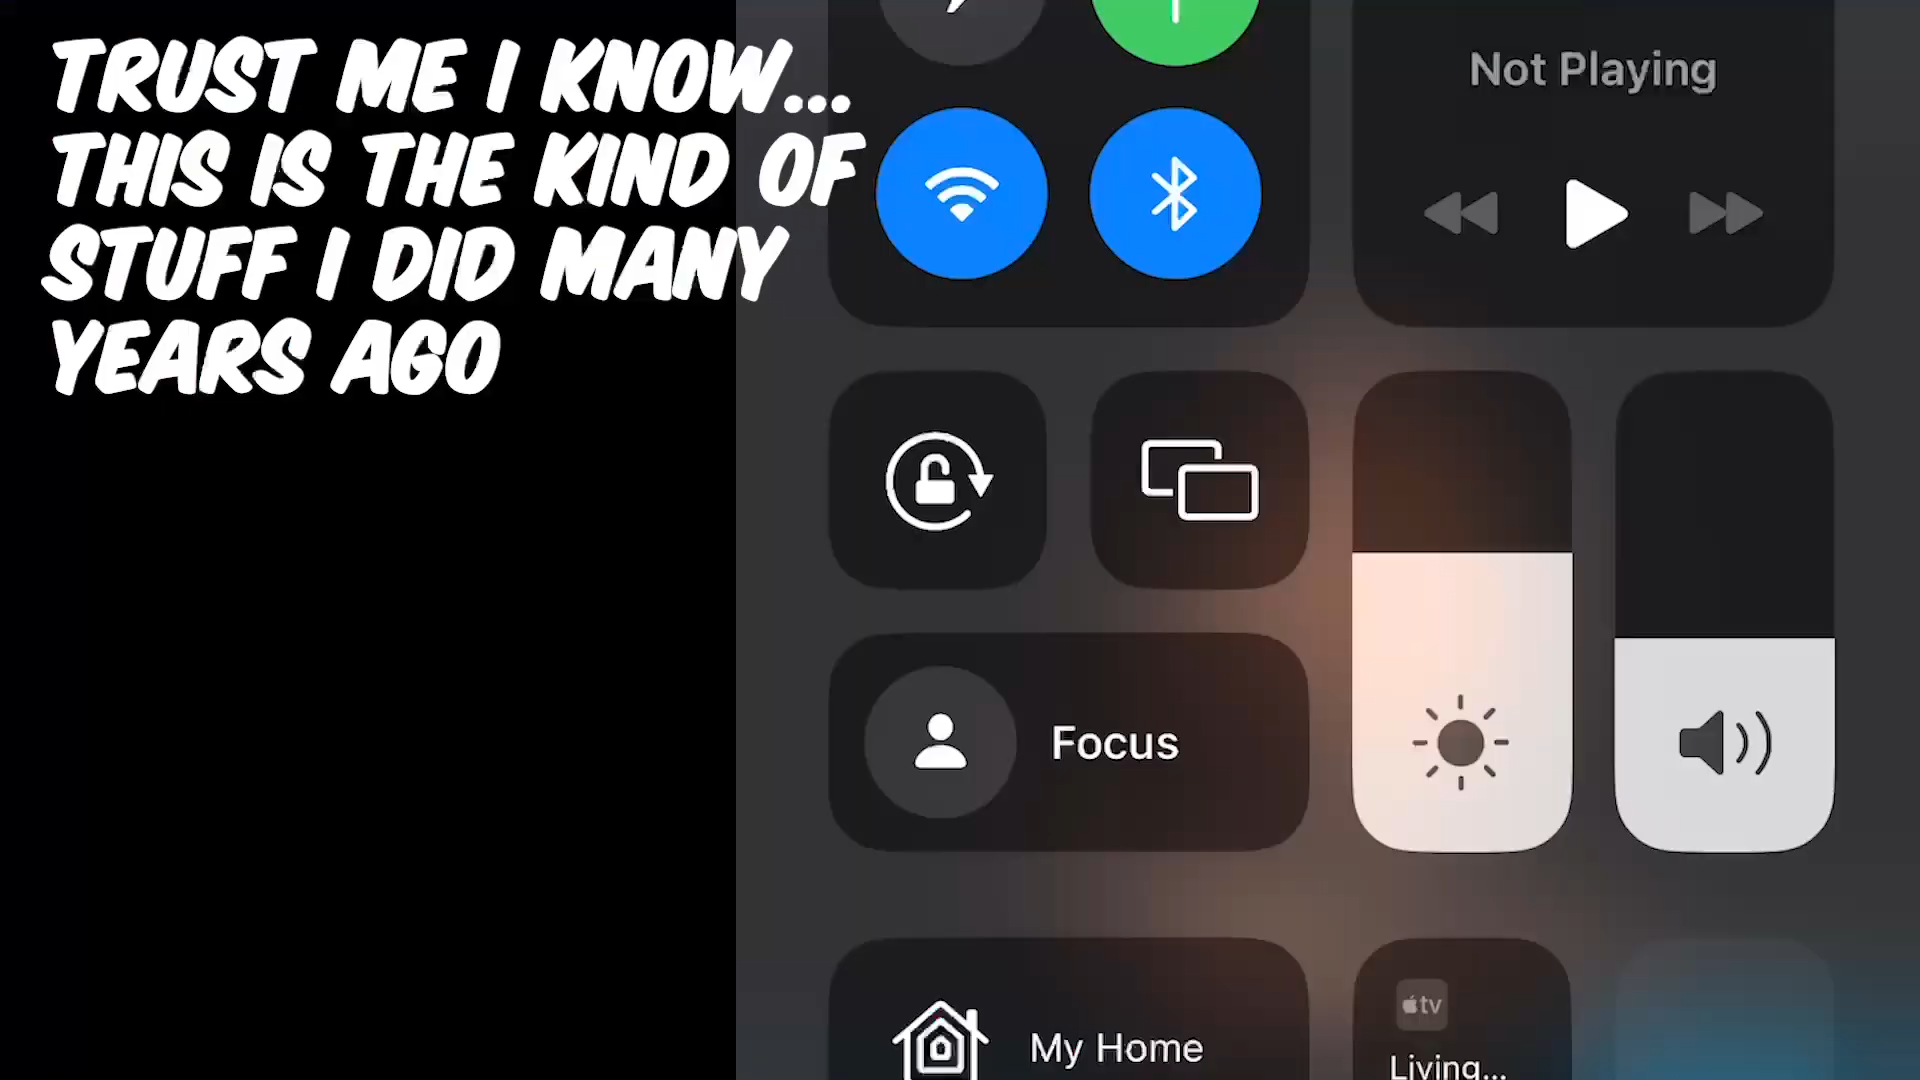 TRUST ME I KNOW...
THIS IS THE KIND OF
STUFF I DID MANY
YEARS AGO
Not Playing
Focus
tv
My Home
Living...